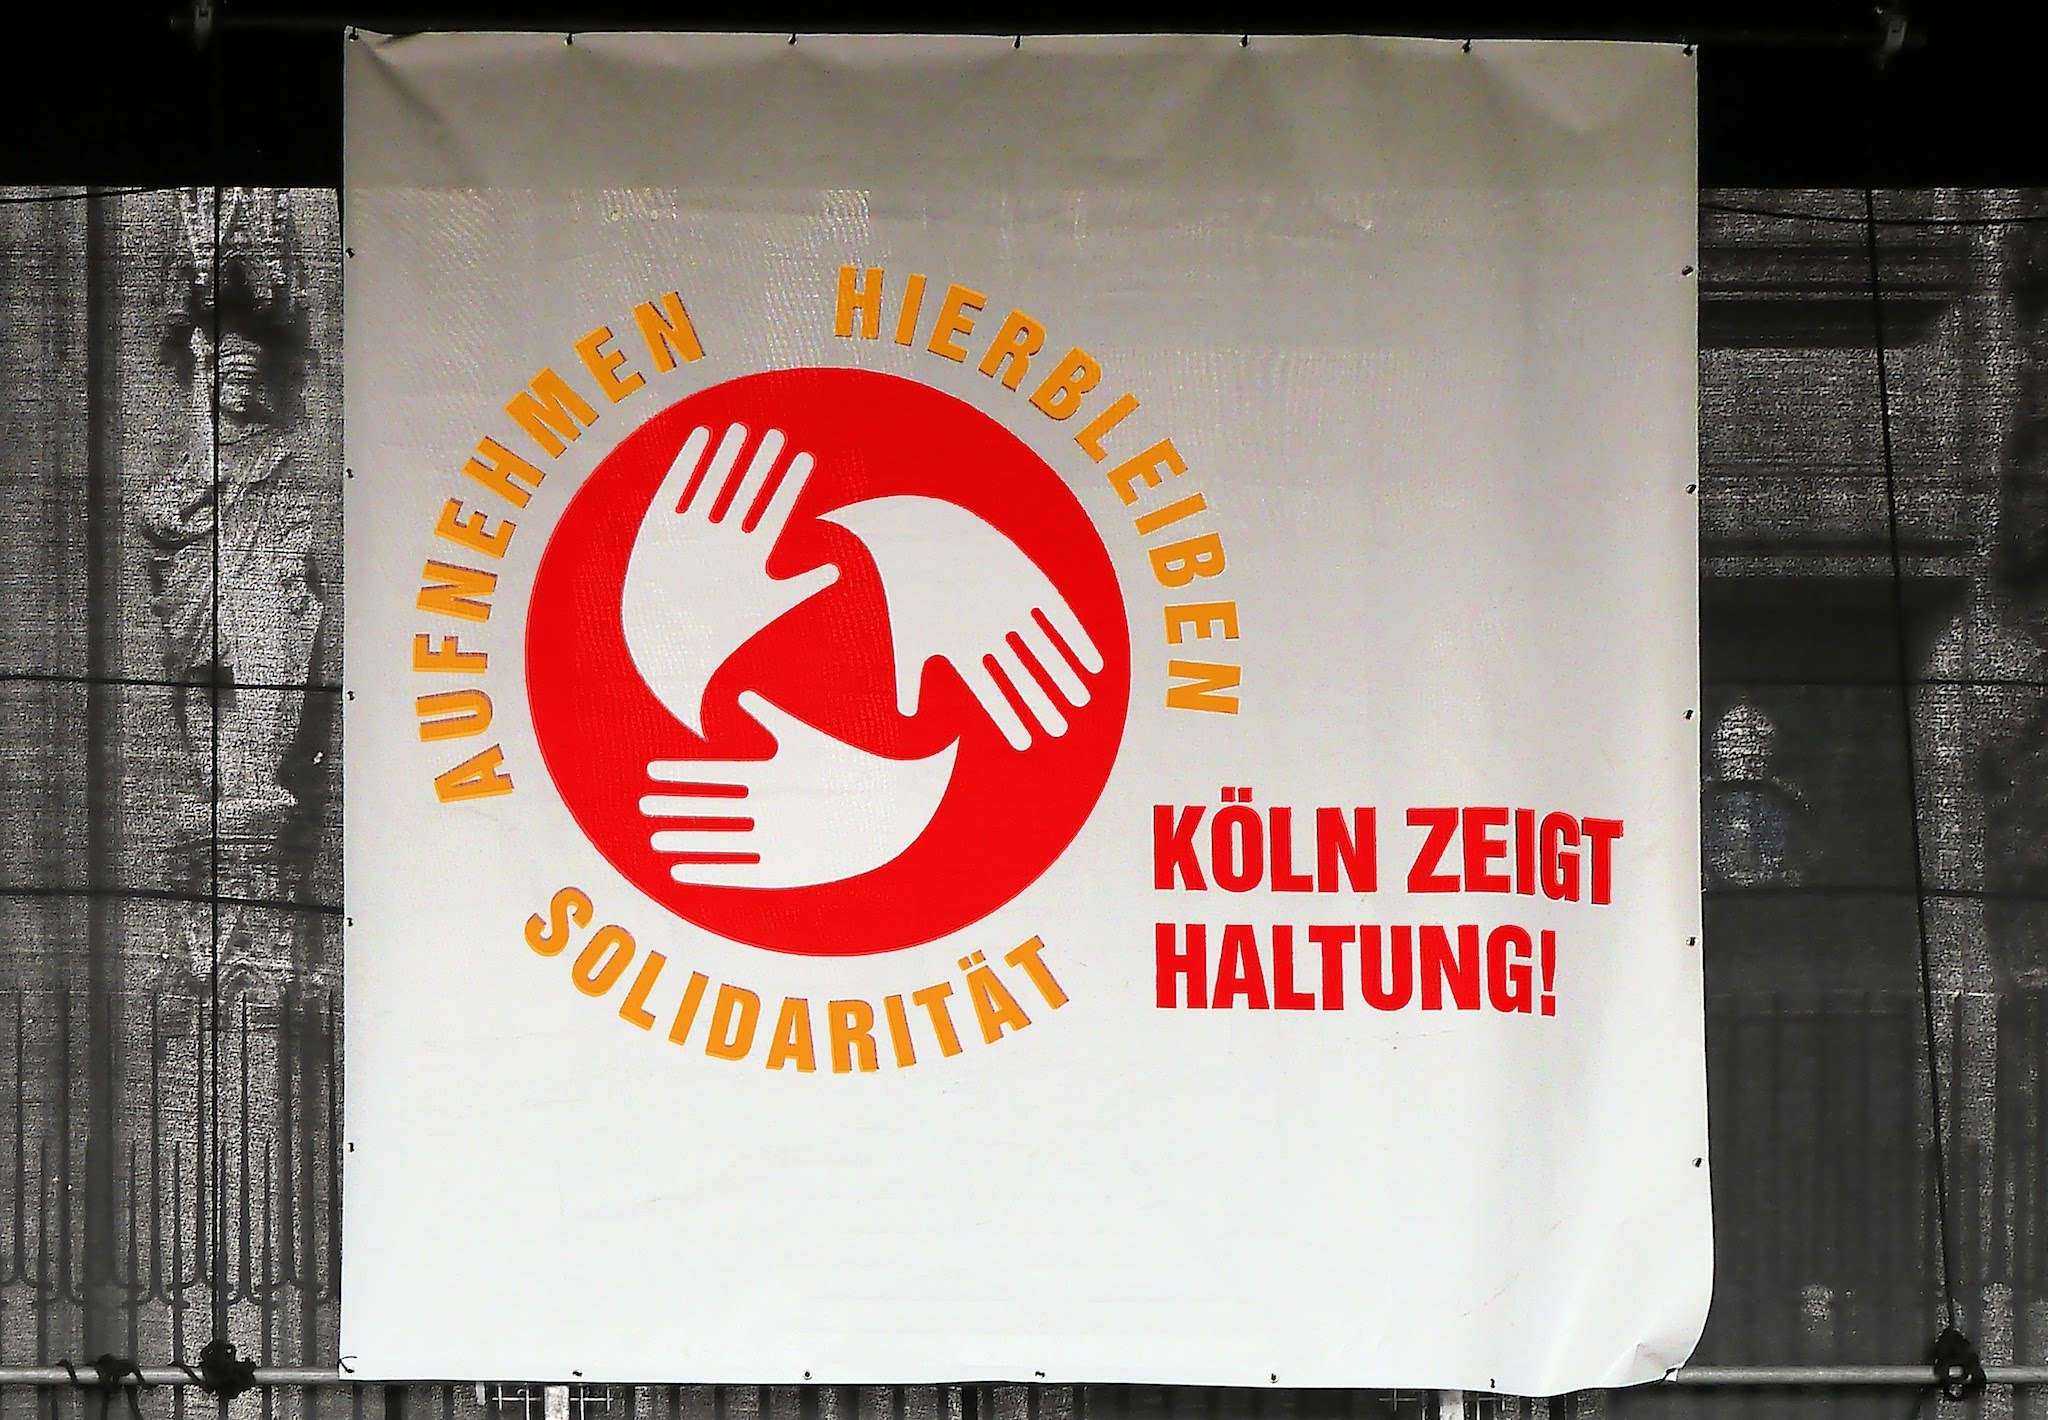 AUFNEHMEN
HIERBLEIBEN
SOLIDARITÄT
KÖLN ZEIGT
HALTUNG!